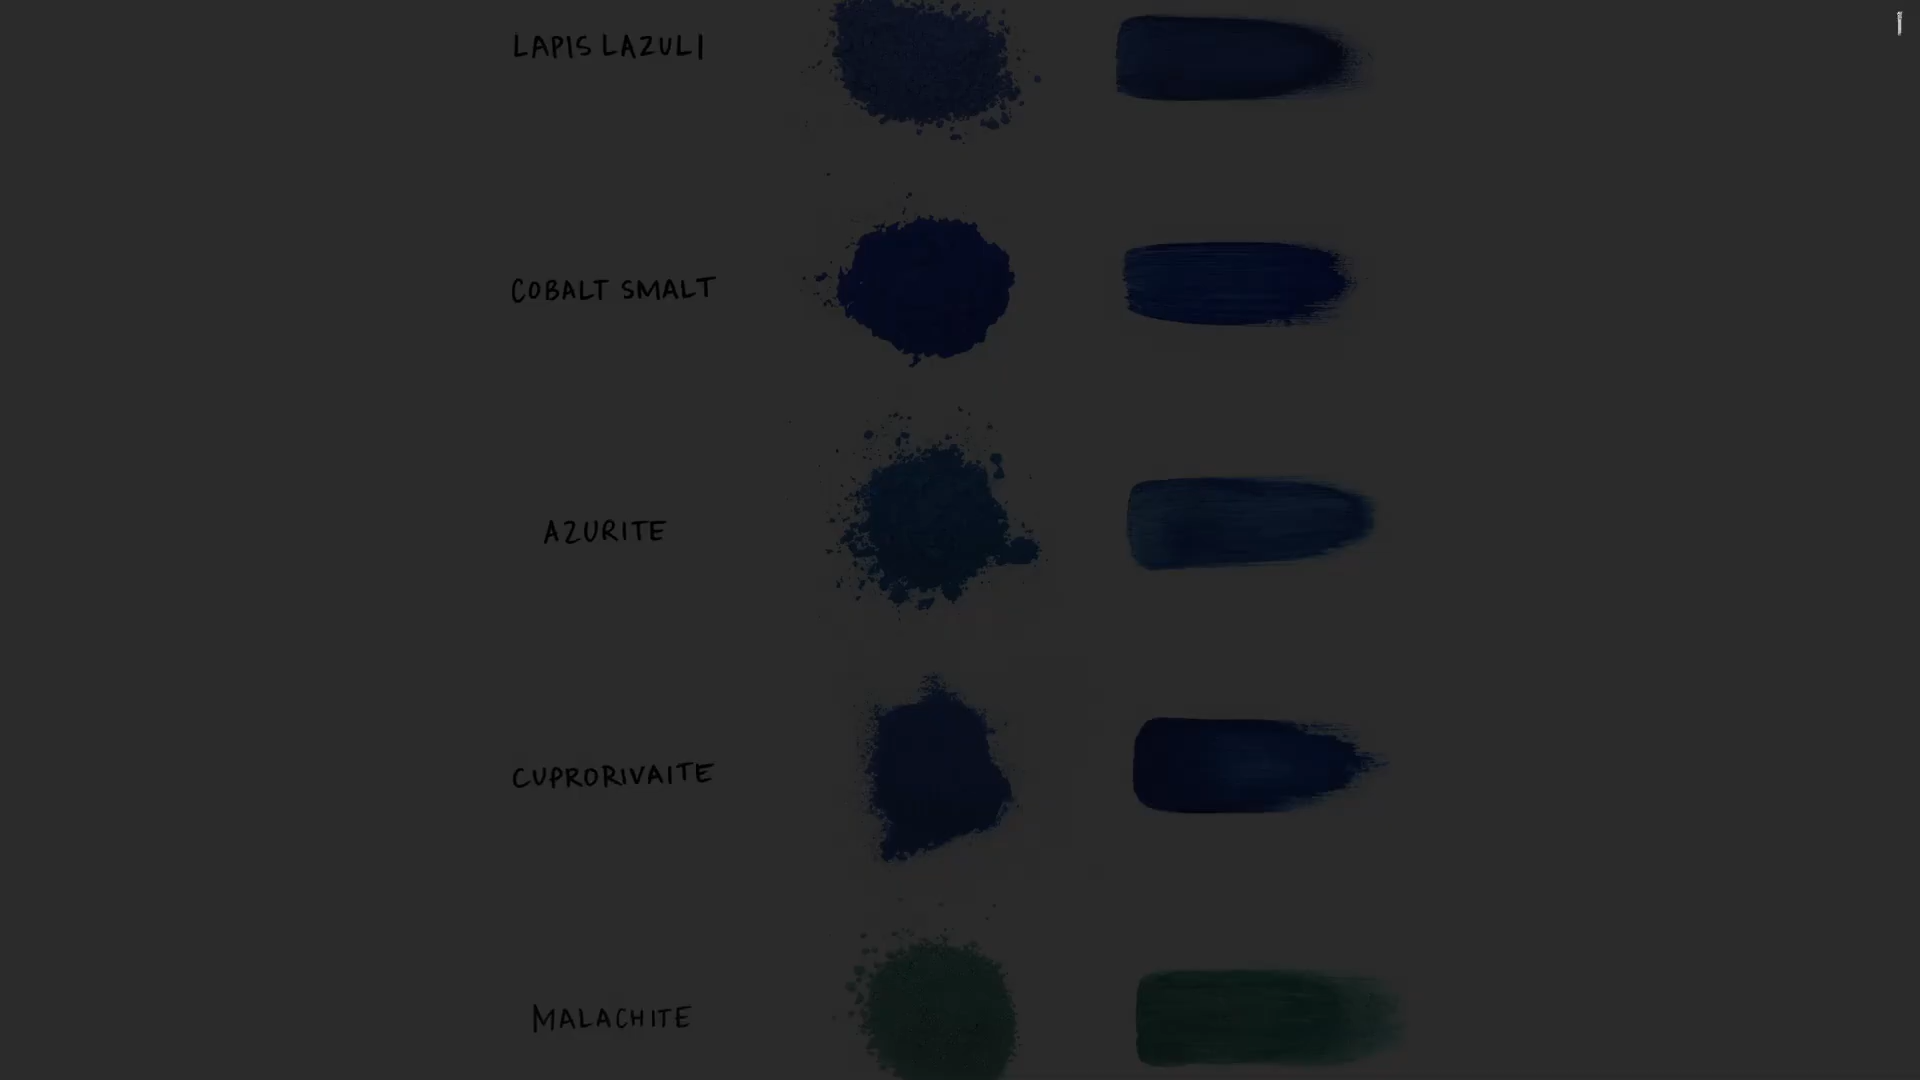 LAPIS LAZULI
COBALT SMALT
AZURITE
CUPRORIVAITE
MALACHITE